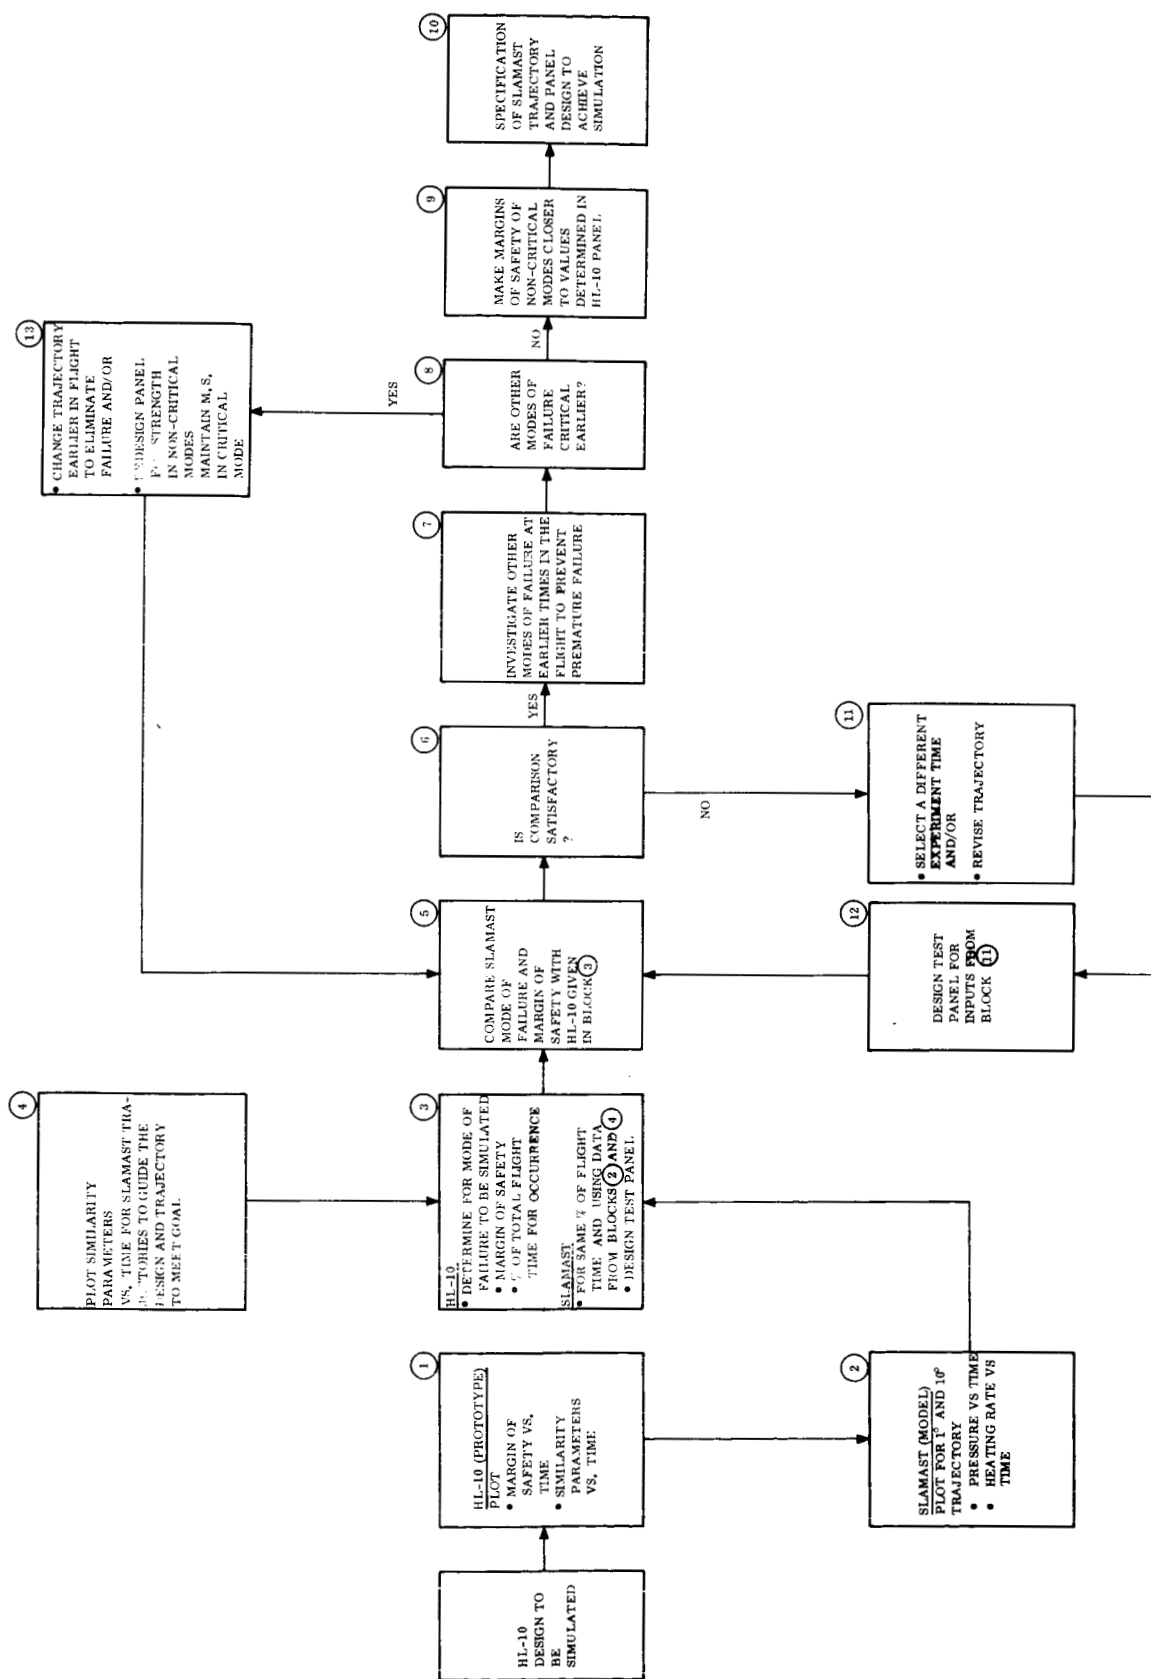 HL-10
DESIGN TO
BE
SIMULATED
1
HL-10 (PROTOTYPE)
PLOT
• MARGIN OF
SAFETY VS.
TIME
• SIMILARITY
PARAMETERS
VS. TIME
2
SLAMAST (MODEL)
PLOT FOR 1° AND 10°
TRAJECTORY
• PRESSURE VS TIME
• HEATING RATE VS
TIME
4
PLOT SIMILARITY
PARAMETERS
VS. TIME FOR SLAMAST TRA-
JECTORIES TO GUIDE THE
DESIGN AND TRAJECTORY
TO MEET GOAL
3
HL-10
• DETERMINE FOR MODE OF
FAILURE TO BE SIMULATED
• MARGIN OF SAFETY
• % OF TOTAL FLIGHT
TIME FOR OCCURRENCE
SLAMAST
• FOR SAME % OF FLIGHT
TIME AND USING DATA
FROM BLOCKS 2 AND 4
• DESIGN TEST PANEL
5
COMPARE SLAMAST
MODE OF
FAILURE AND
MARGIN OF
SAFETY WITH
HL-10 GIVEN
IN BLOCK 3
6
IS
COMPARISON
SATISFACTORY
?
YES
NO
7
INVESTIGATE OTHER
MODES OF FAILURE AT
EARLIER TIMES IN THE
FLIGHT TO PREVENT
PREMATURE FAILURE
8
ARE OTHER
MODES OF
FAILURE
CRITICAL
EARLIER?
YES
NO
9
MAKE MARGINS
OF SAFETY OF
NON-CRITICAL
MODES CLOSER
TO VALUES
DETERMINED IN
HL-10 PANEL
10
SPECIFICATION
OF SLAMAST
TRAJECTORY
AND PANEL
DESIGN TO
ACHIEVE
SIMULATION
11
• SELECT A DIFFERENT
EXPERIMENT TIME
AND/OR
• REVISE TRAJECTORY
12
DESIGN TEST
PANEL FOR
INPUTS FROM
BLOCK 11
13
• CHANGE TRAJECTORY
EARLIER IN FLIGHT
TO ELIMINATE
FAILURE AND/OR
• REDESIGN PANEL
FOR STRENGTH
IN NON-CRITICAL
MODES
MAINTAIN M.S.
IN CRITICAL
MODE